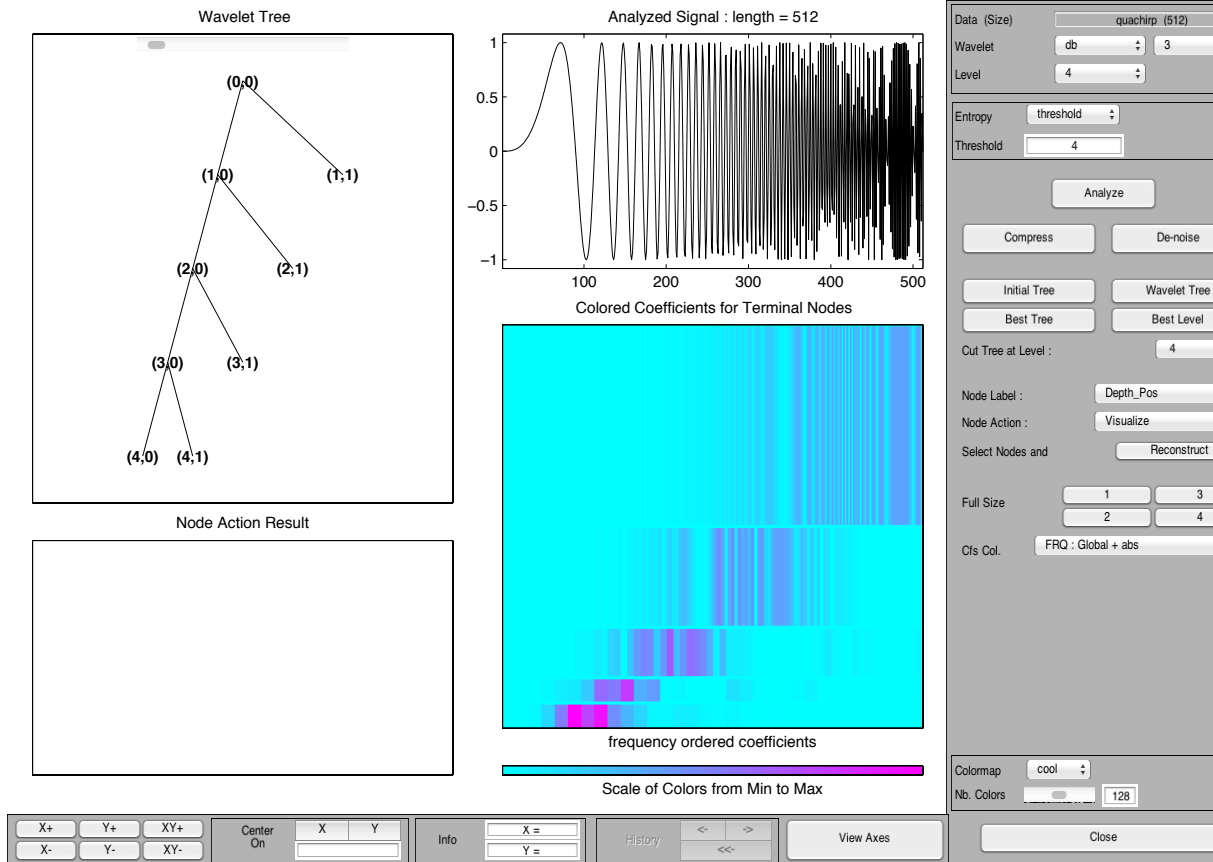 Wavelet Tree
(0,0)
(1,0)
(1,1)
(2,0)
(2,1)
(3,0)
(3,1)
(4,0)
(4,1)
Node Action Result
Analyzed Signal : length = 512
1
0.5
0
−0.5
−1
100
200
300
400
500
Colored Coefficients for Terminal Nodes
frequency ordered coefficients
Scale of Colors from Min to Max
Data (Size)
quachirp (512)
Wavelet
db
3
Level
4
Entropy
threshold
Threshold
4
Analyze
Compress
De-noise
Initial Tree
Wavelet Tree
Best Tree
Best Level
Cut Tree at Level :
4
Node Label :
Depth_Pos
Node Action :
Visualize
Select Nodes and
Reconstruct
Full Size
1
3
2
4
Cfs Col.
FRQ : Global + abs
Colormap
cool
Nb. Colors
128
X+
Y+
XY+
X-
Y-
XY-
Center
On
X
Y
Info
X =
Y =
History
<-
->
<<-
View Axes
Close